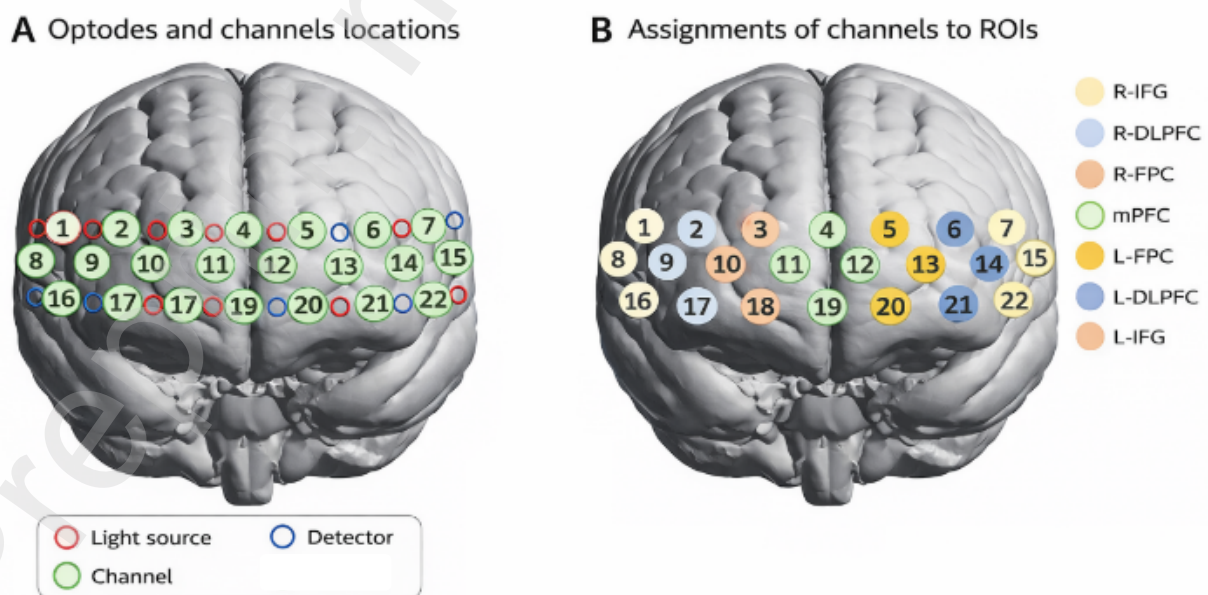 A Optodes and channels locations
1 2 3 4 5 6 7
8 9 10 11 12 13 14 15
16 17 17 19 20 21 22
Light source
Detector
Channel
B Assignments of channels to ROIs
1 2 3 4 5 6 7
8 9 10 11 12 13 14 15
16 17 18 19 20 21 22
R-IFG
R-DLPFC
R-FPC
mPFC
L-FPC
L-DLPFC
L-IFG